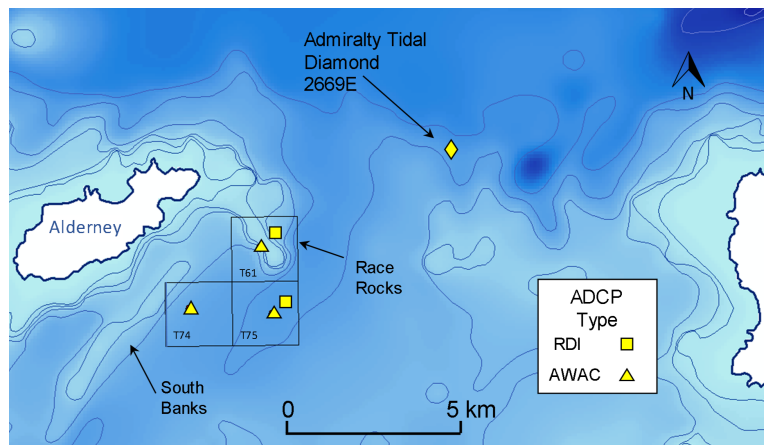 Admiralty Tidal
Diamond
2669E
N
Alderney
T61
Race
Rocks
T74
T75
South
Banks
0
5 km
ADCP
Type
RDI
AWAC